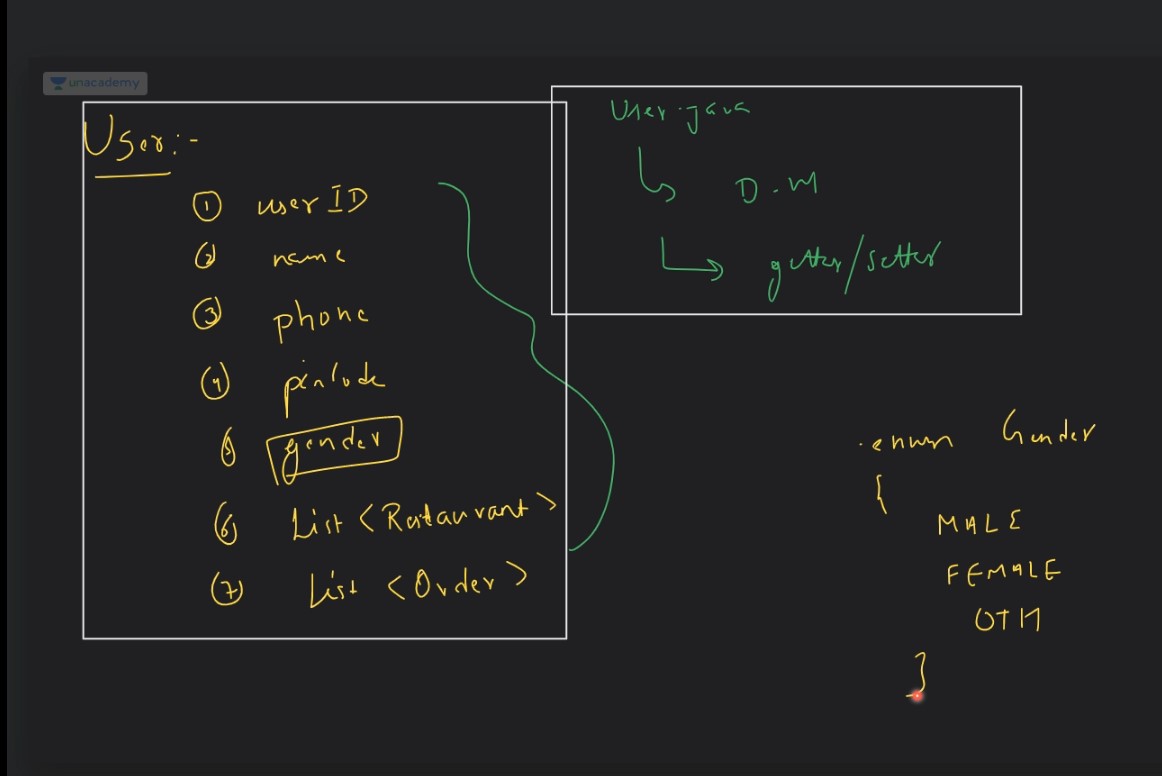 unacademy
User:-
① userID
② name
③ phone
④ pincode
⑤ gender
⑥ List <Restaurant>
⑦ List <Order>
User.java
D.M
getter/setter
enum Gender
{
MALE
FEMALE
OTH
}